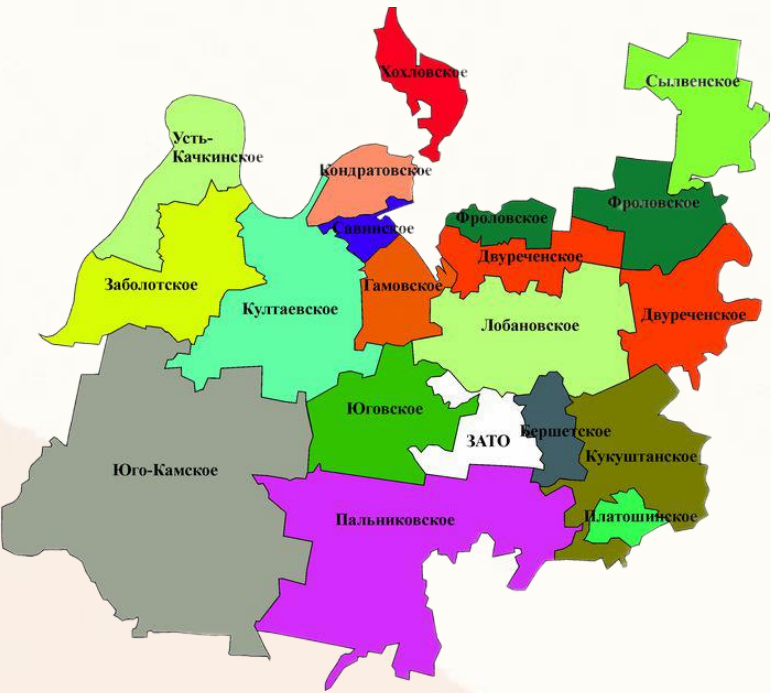 Хохловское
Сылвенское
Усть-
Качкинское
Кондратовское
Фроловское
Фроловское
Савинское
Двуреченское
Заболотское
Гамовское
Култаевское
Лобановское
Двуреченское
Юговское
ЗАТО
Бершетское
Кукуштанское
Юго-Камское
Пальниковское
Платошинское